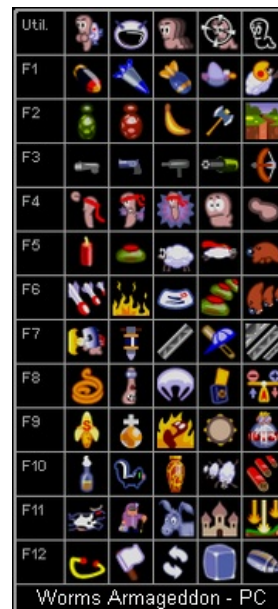 Util.
F1
F2
F3
F4
F5
F6
F7
F8
F9
F10
F11
F12
Worms Armageddon - PC